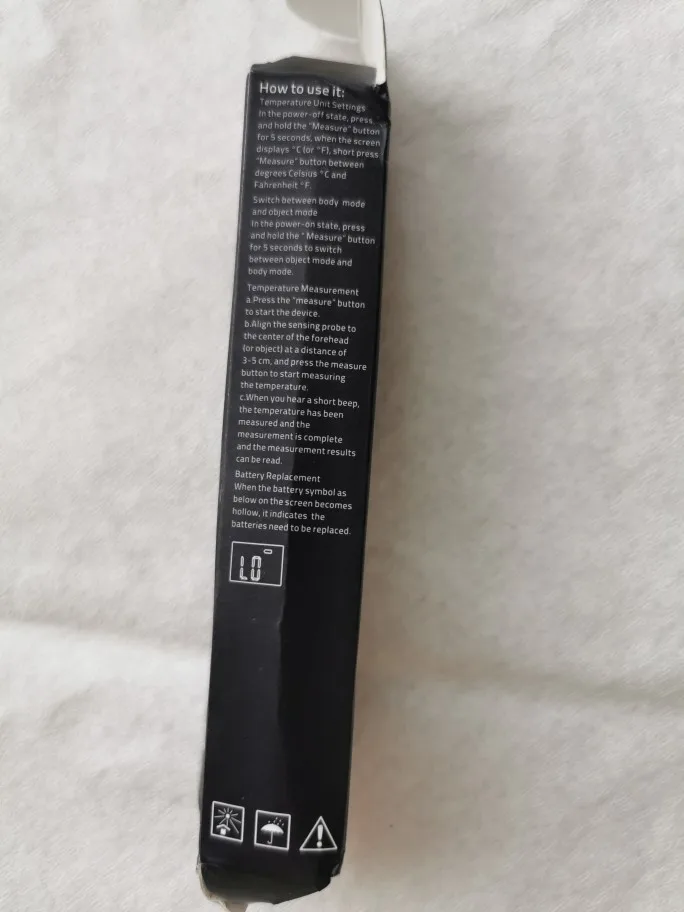 How to use it:
Temperature Unit Settings
In the power-off state, press
and hold the "Measure" button
for 5 seconds, when the screen
displays °C (or °F), short press
"Measure" button between
degrees Celsius °C and
Fahrenheit °F.
Switch between body mode
and object mode
In the power-on state, press
and hold the " Measure" button
for 5 seconds to switch
between object mode and
body mode.
Temperature Measurement
a.Press the "measure" button
to start the device.
b.Align the sensing probe to
the center of the forehead
(or object) at a distance of
3-5 cm, and press the measure
button to start measuring
the temperature.
c.When you hear a short beep,
the temperature has been
measured and the
measurement is complete
and the measurement results
can be read.
Battery Replacement
When the battery symbol as
below on the screen becomes
hollow, it indicates the
batteries need to be replaced.
LO